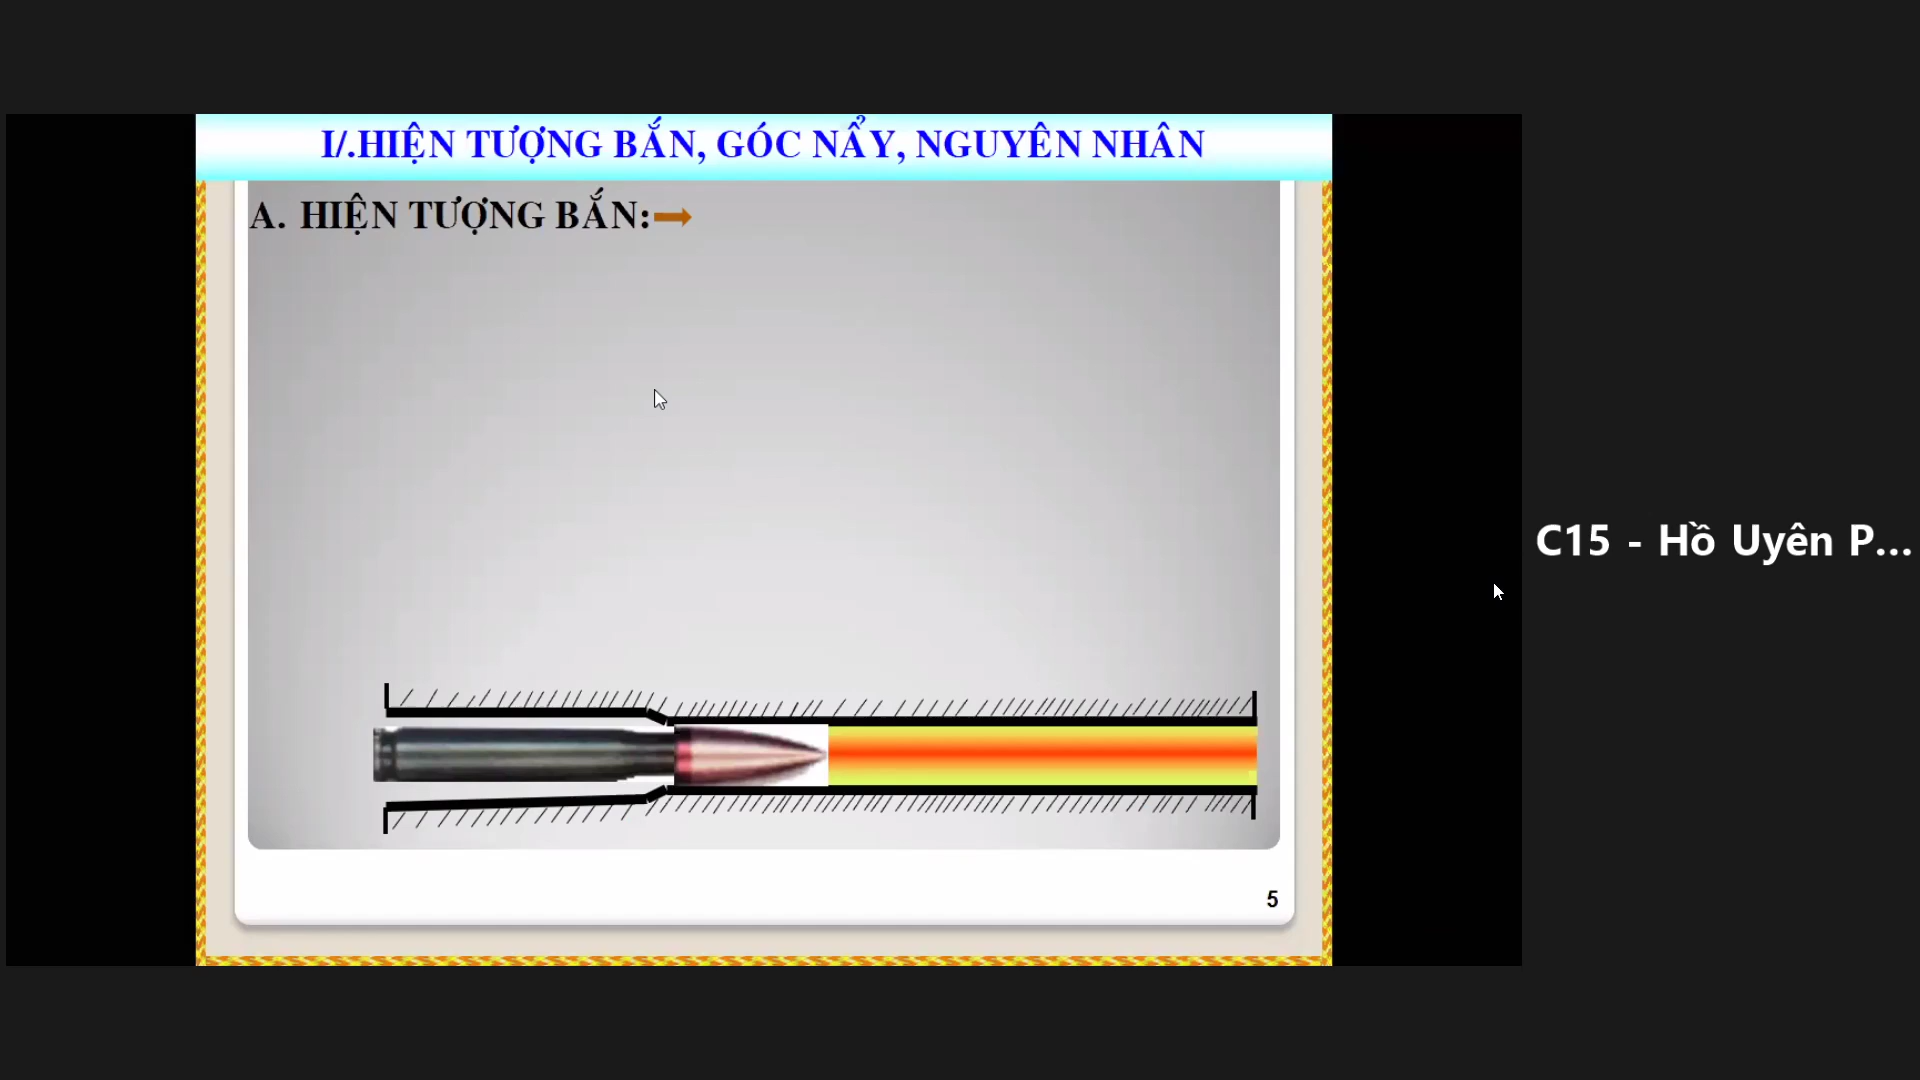 I/.HIỆN TƯỢNG BẮN, GÓC NẨY, NGUYÊN NHÂN
A. HIỆN TƯỢNG BẮN:
C15 - Hồ Uyên P...
5